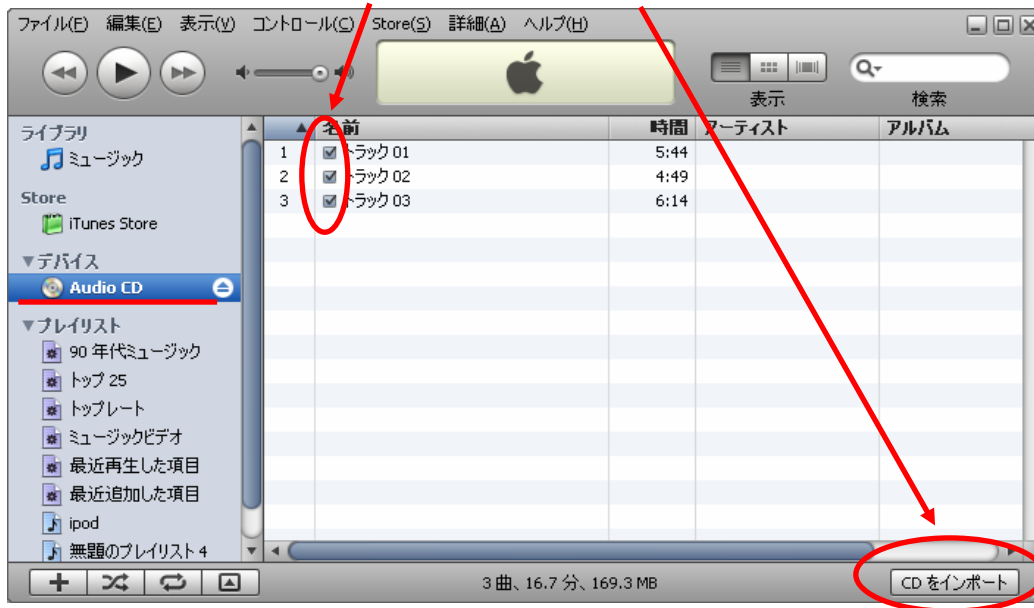 ファイル(F) 編集(E) 表示(V) コントロール(C) Store(S) 詳細(A) ヘルプ(H)
表示 検索
ライブラリ
ミュージック
Store
iTunes Store
デバイス
Audio CD
プレイリスト
90 年代ミュージック
トップ 25
トップレート
ミュージックビデオ
最近再生した項目
最近追加した項目
ipod
無題のプレイリスト 4
名前 時間 アーティスト アルバム
1 トラック 01 5:44
2 トラック 02 4:49
3 トラック 03 6:14
3 曲、16.7 分、169.3 MB
CD をインポート